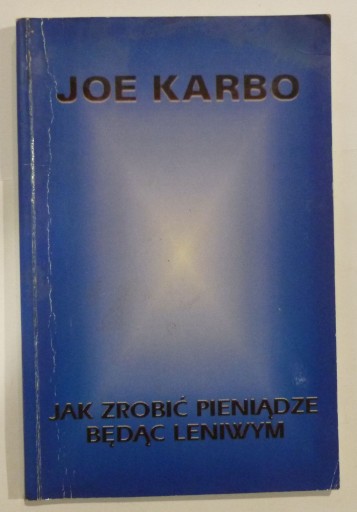 JOE KARBO
JAK ZROBIĆ PIENIĄDZE
BĘDĄC LENIWYM